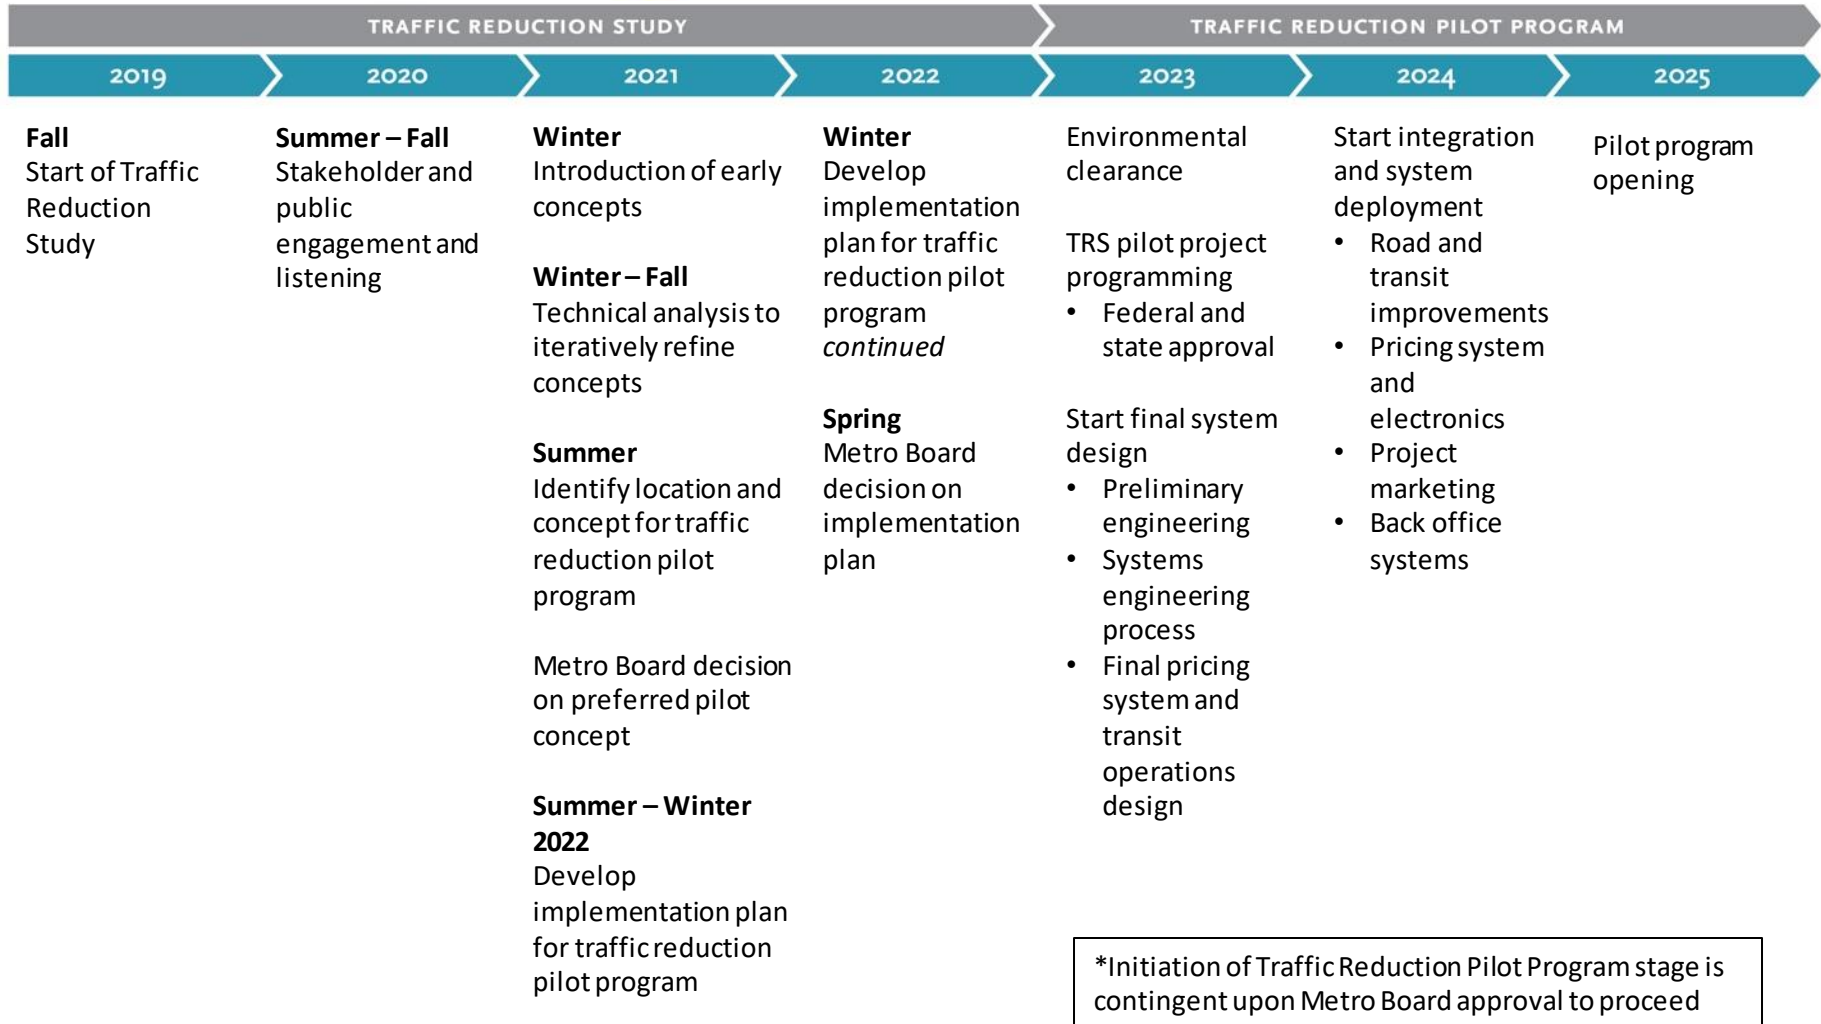 TRAFFIC REDUCTION STUDY
TRAFFIC REDUCTION PILOT PROGRAM
2019
2020
2021
2022
2023
2024
2025
Fall
Start of Traffic
Reduction
Study
Summer – Fall
Stakeholder and
public
engagement and
listening
Winter
Introduction of early
concepts
Winter – Fall
Technical analysis to
iteratively refine
concepts
Summer
Identify location and
concept for traffic
reduction pilot
program
Metro Board decision
on preferred pilot
concept
Summer – Winter
2022
Develop
implementation plan
for traffic reduction
pilot program
Winter
Develop
implementation
plan for traffic
reduction pilot
program
continued
Spring
Metro Board
decision on
implementation
plan
Environmental
clearance
TRS pilot project
programming
• Federal and
state approval
Start final system
design
• Preliminary
engineering
• Systems
engineering
process
• Final pricing
system and
transit
operations
design
Start integration
and system
deployment
• Road and
transit
improvements
• Pricing system
and
electronics
• Project
marketing
• Back office
systems
Pilot program
opening
*Initiation of Traffic Reduction Pilot Program stage is
contingent upon Metro Board approval to proceed